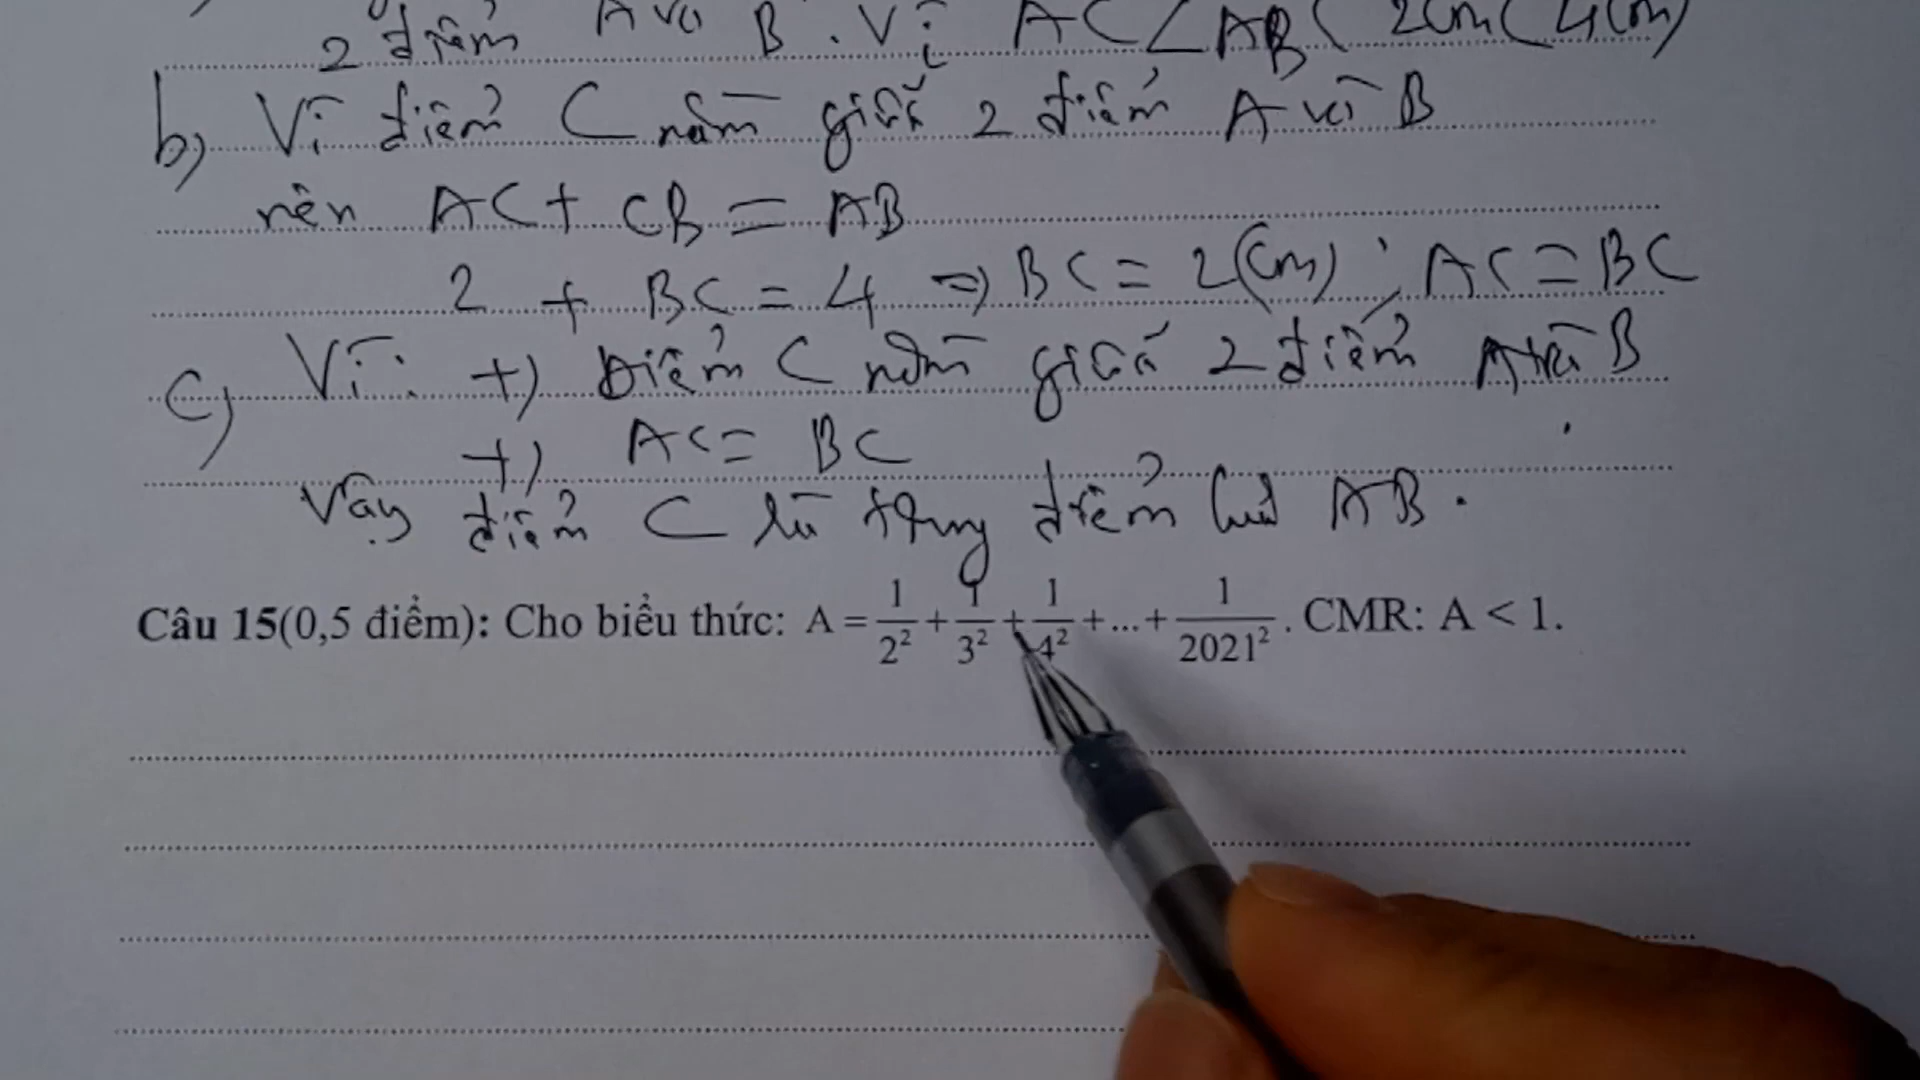 2 điểm A và B. Vì AC < AB (2cm < 4cm)
b) Vì điểm C nằm giữa 2 điểm A và B
nên AC + CB = AB
2 + BC = 4 => BC = 2(cm); AC = BC
c) Vì: +) Điểm C nằm giữa 2 điểm A và B
+) AC = BC
Vậy điểm C là trung điểm của AB.
Câu 15(0,5 điểm): Cho biểu thức: A = 1/2² + 1/3² + 1/4² + ... + 1/2021². CMR: A < 1.